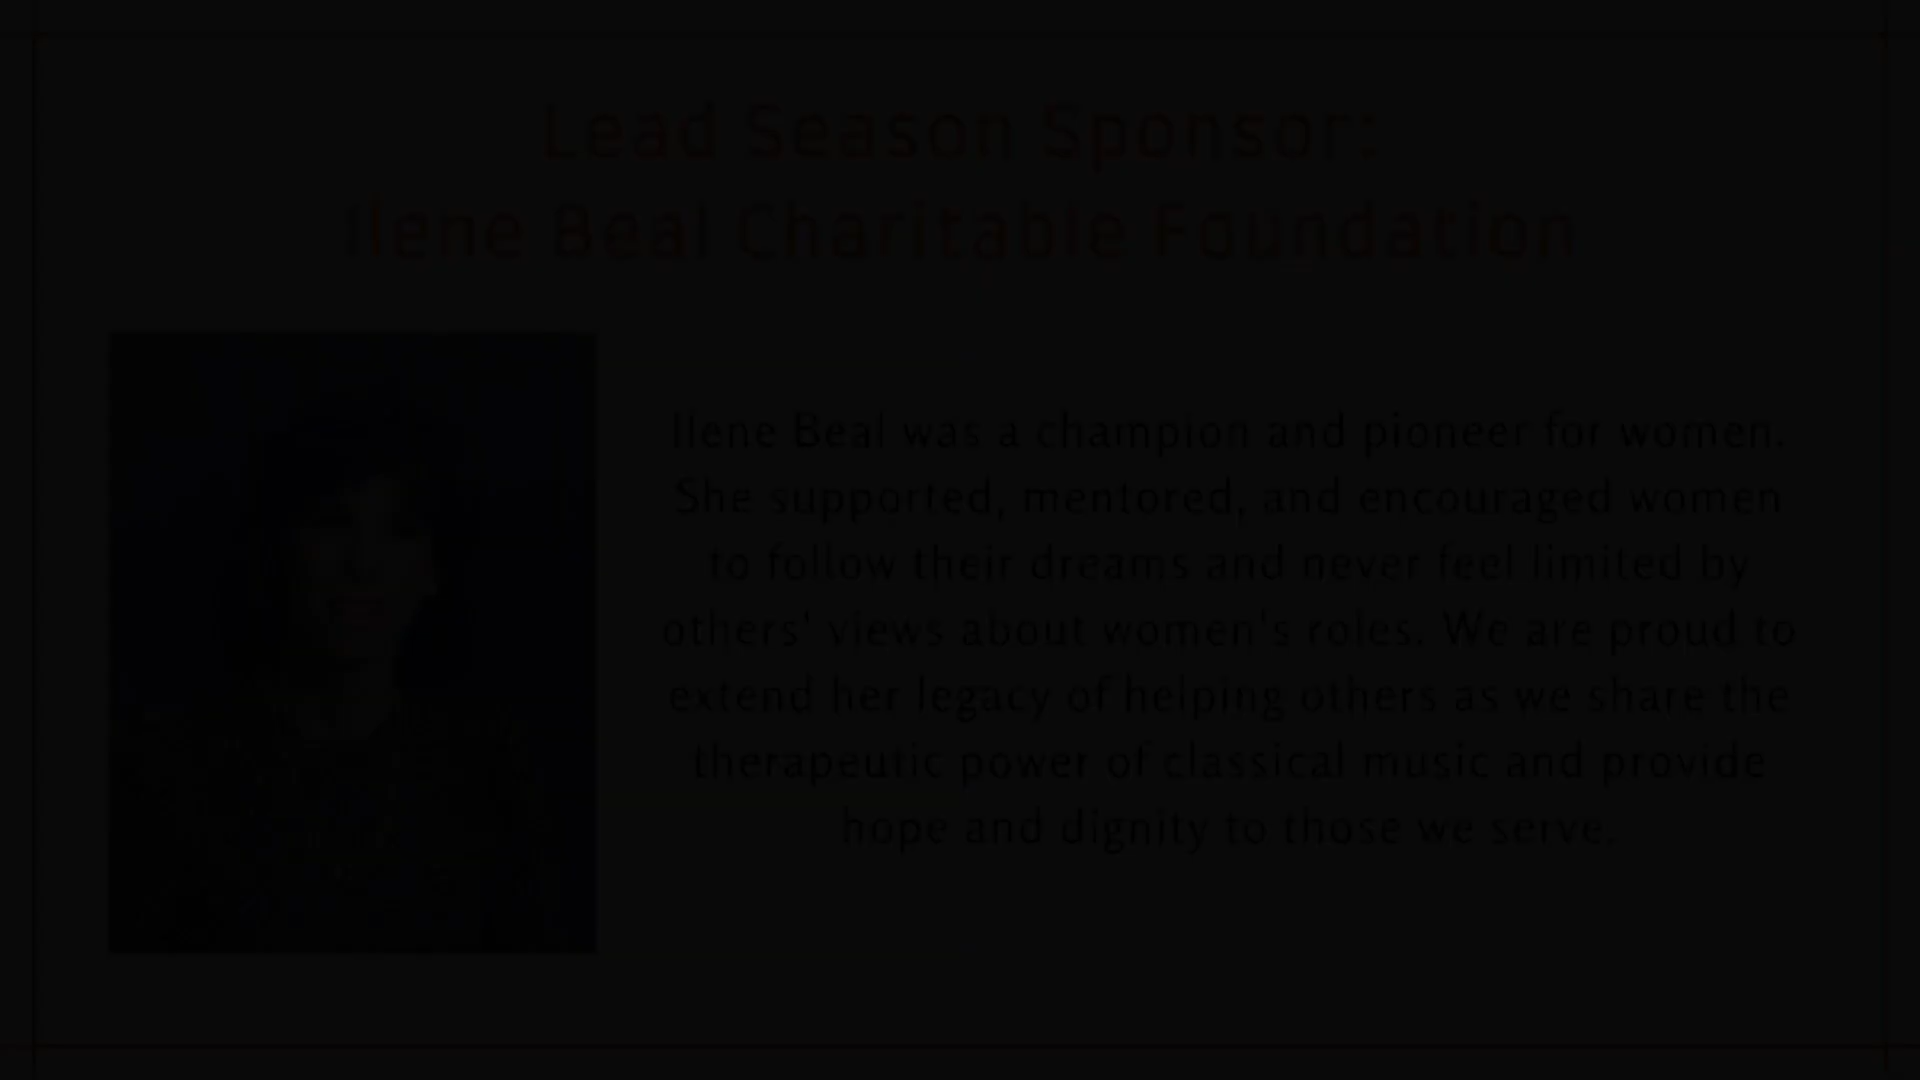 Lead Season Sponsor:
Ilene Beal Charitable Foundation
Ilene Beal was a champion and pioneer for women.
She supported, mentored, and encouraged women
to follow their dreams and never feel limited by
others' views about women's roles. We are proud to
extend her legacy of helping others as we share the
therapeutic power of classical music and provide
hope and dignity to those we serve.